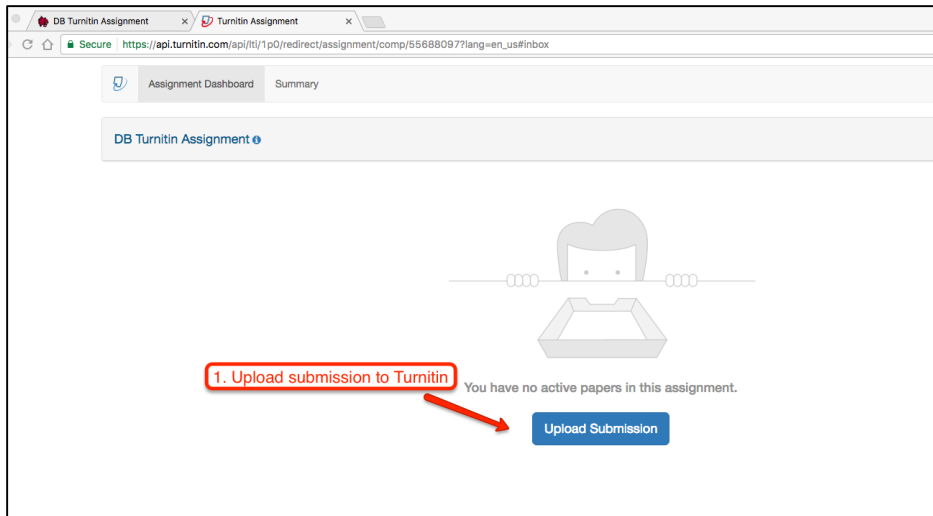 DB Turnitin Assignment
Turnitin Assignment
Secure https://api.turnitin.com/api/lti/1p0/redirect/assignment/comp/55688097?lang=en_us#inbox
Assignment Dashboard Summary
DB Turnitin Assignment
1. Upload submission to Turnitin
You have no active papers in this assignment.
Upload Submission